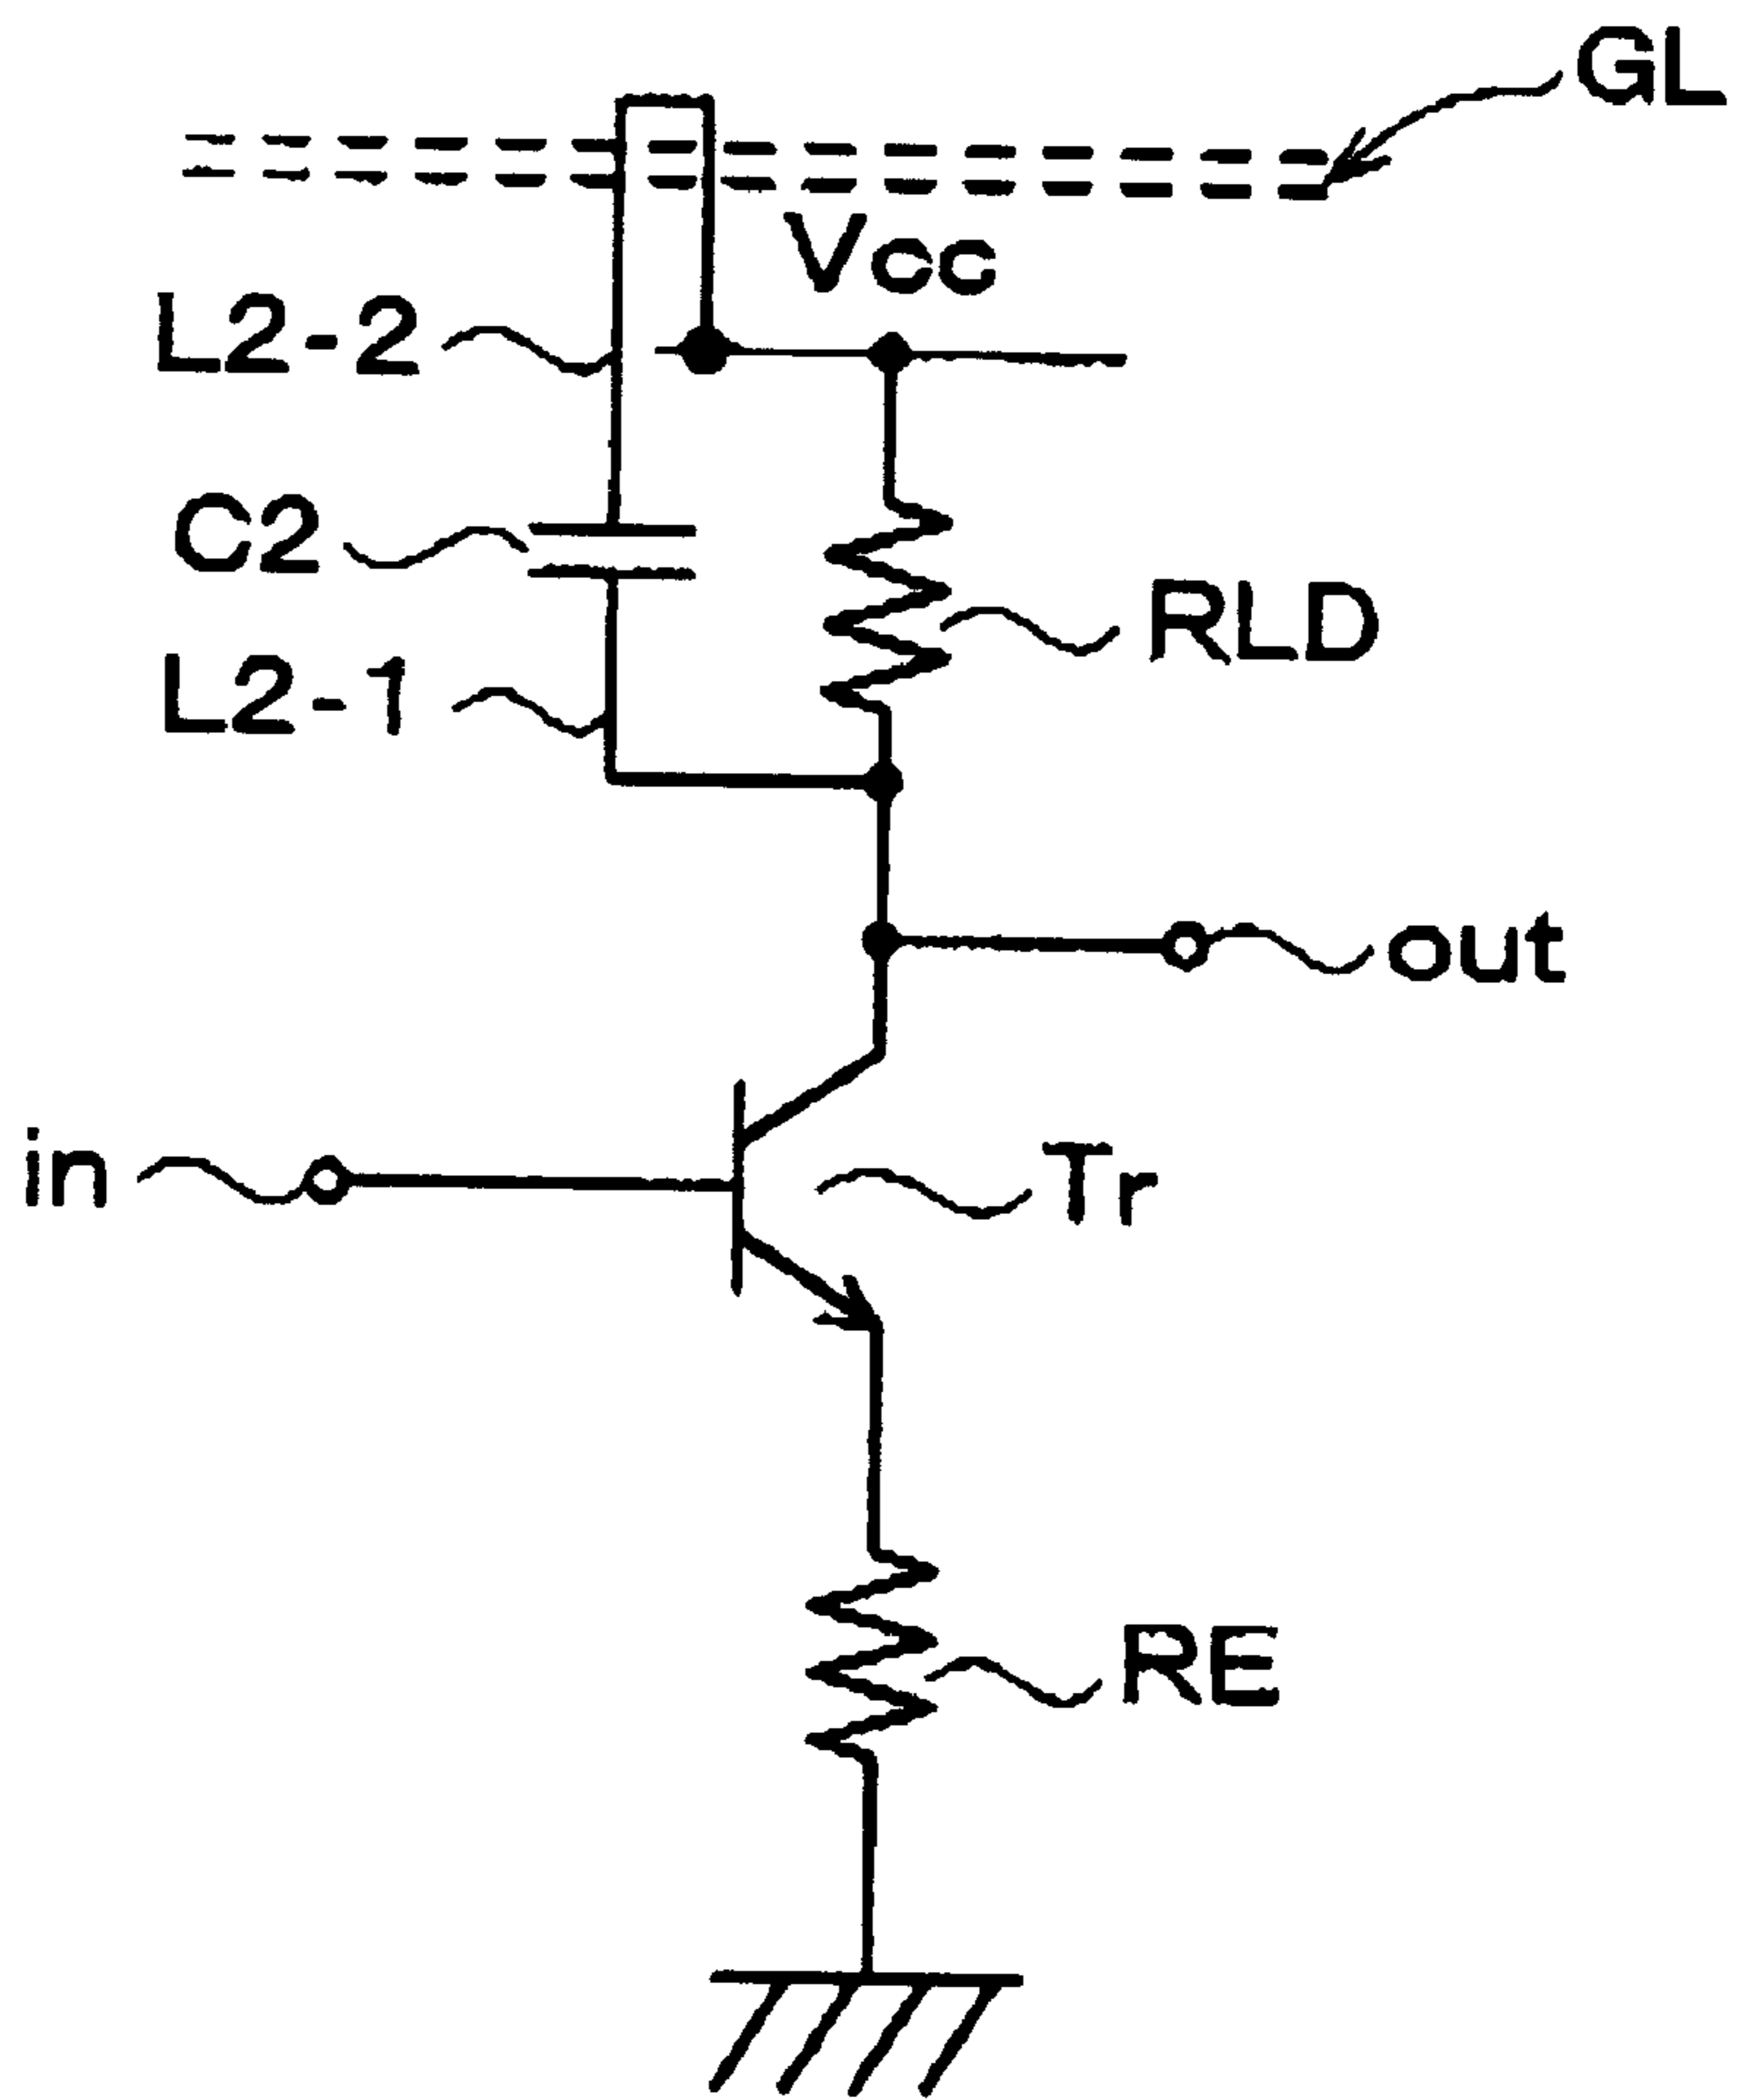 GL
Vcc
L2-2
C2
RLD
L2-1
out
in
Tr
RE